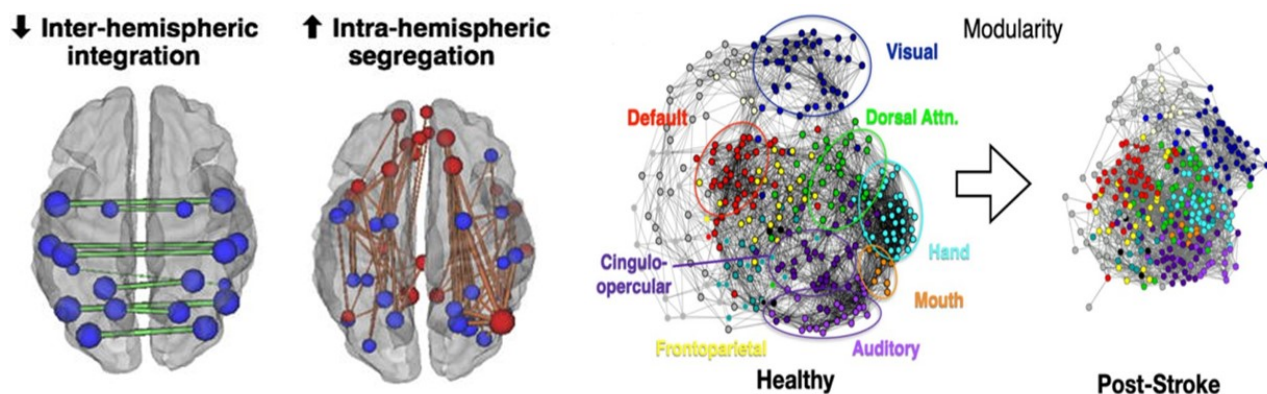 ⬇ Inter-hemispheric
integration
⬆ Intra-hemispheric
segregation
Modularity
Visual
Default
Dorsal Attn.
Hand
Cingulo-
opercular
Mouth
Frontoparietal
Auditory
Healthy
Post-Stroke